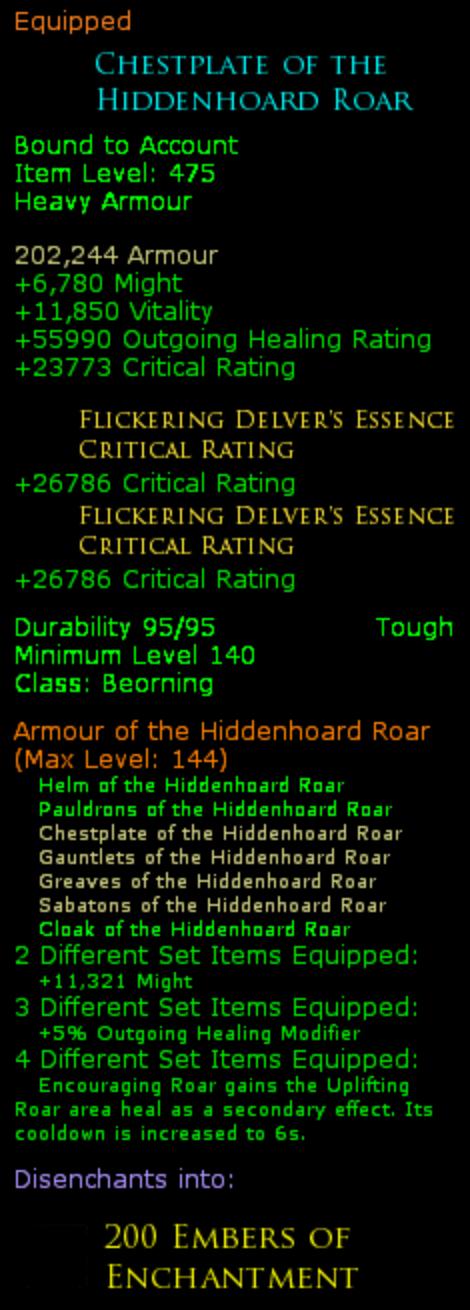 Equipped
Chestplate of the
Hiddenhoard Roar
Bound to Account
Item Level: 475
Heavy Armour
202,244 Armour
+6,780 Might
+11,850 Vitality
+55990 Outgoing Healing Rating
+23773 Critical Rating
Flickering Delver's Essence
Critical Rating
+26786 Critical Rating
Flickering Delver's Essence
Critical Rating
+26786 Critical Rating
Durability 95/95 Tough
Minimum Level 140
Class: Beorning
Armour of the Hiddenhoard Roar
(Max Level: 144)
Helm of the Hiddenhoard Roar
Pauldrons of the Hiddenhoard Roar
Chestplate of the Hiddenhoard Roar
Gauntlets of the Hiddenhoard Roar
Greaves of the Hiddenhoard Roar
Sabatons of the Hiddenhoard Roar
Cloak of the Hiddenhoard Roar
2 Different Set Items Equipped:
+11,321 Might
3 Different Set Items Equipped:
+5% Outgoing Healing Modifier
4 Different Set Items Equipped:
Encouraging Roar gains the Uplifting
Roar area heal as a secondary effect. Its
cooldown is increased to 6s.
Disenchants into:
200 Embers of
Enchantment